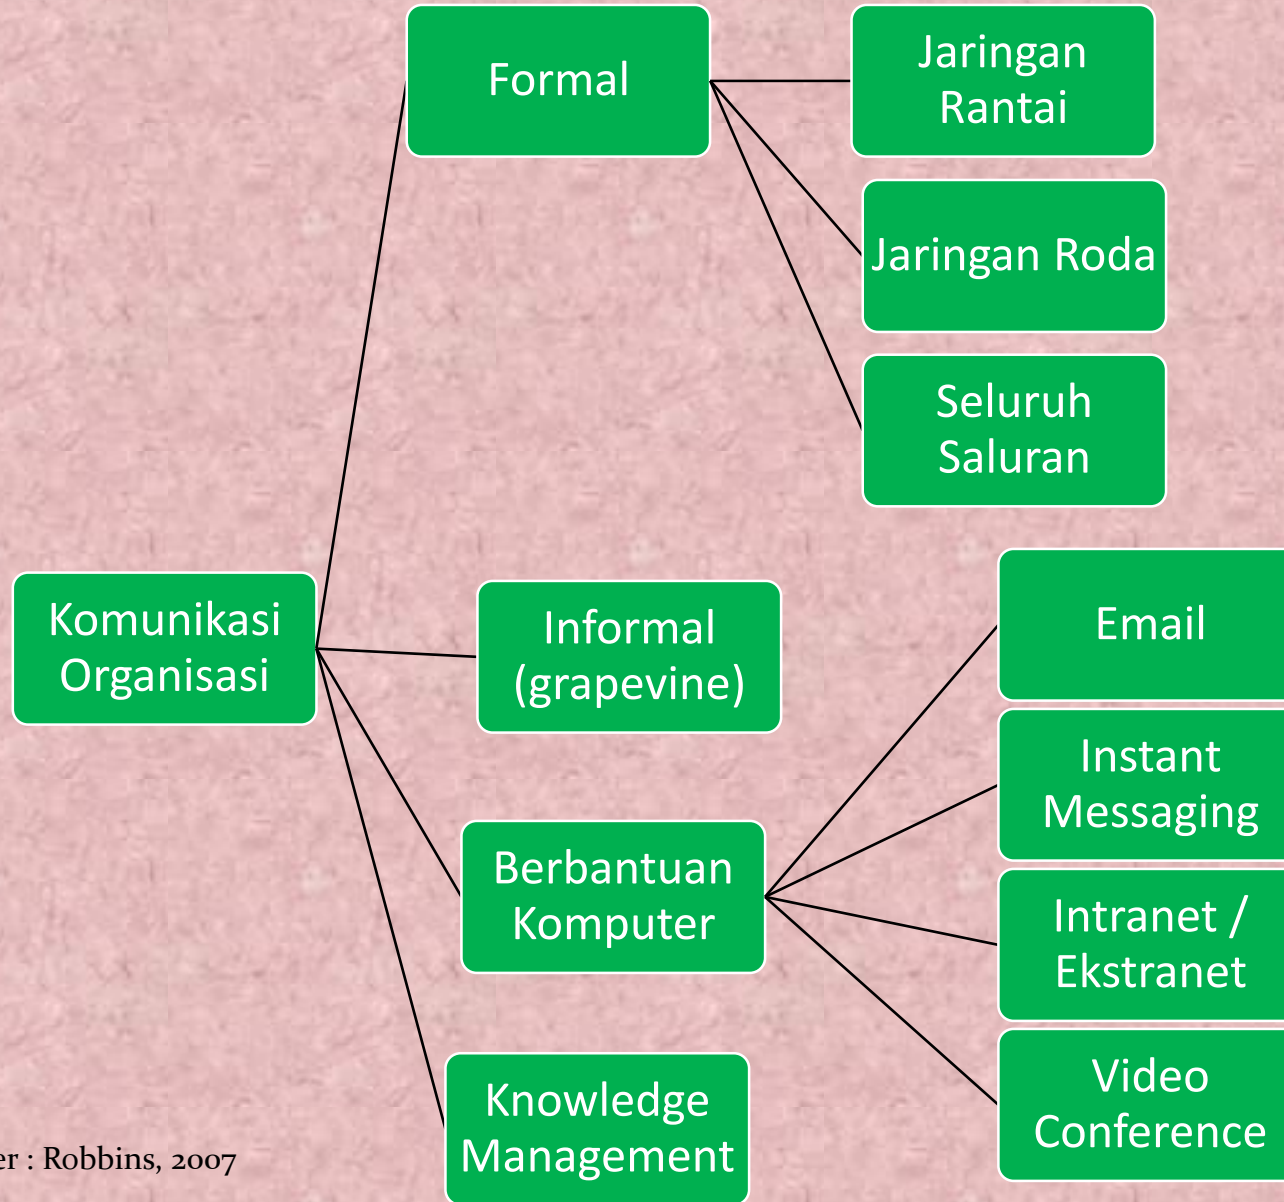 Formal
Jaringan
Rantai
Jaringan Roda
Seluruh
Saluran
Komunikasi
Organisasi
Informal
(grapevine)
Berbantuan
Komputer
Email
Instant
Messaging
Intranet /
Ekstranet
Video
Conference
Knowledge
Management
er : Robbins, 2007